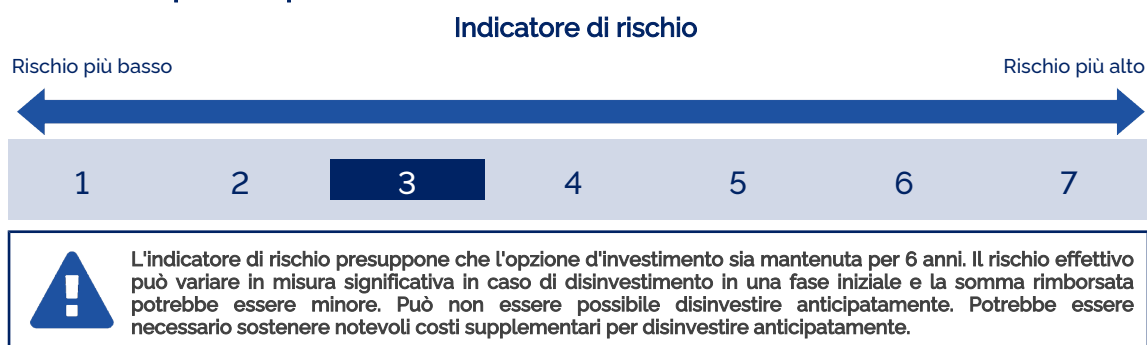 Indicatore di rischio
Rischio più basso
Rischio più alto
1 2 3 4 5 6 7
L'indicatore di rischio presuppone che l'opzione d'investimento sia mantenuta per 6 anni. Il rischio effettivo
può variare in misura significativa in caso di disinvestimento in una fase iniziale e la somma rimborsata
potrebbe essere minore. Può non essere possibile disinvestire anticipatamente. Potrebbe essere
necessario sostenere notevoli costi supplementari per disinvestire anticipatamente.